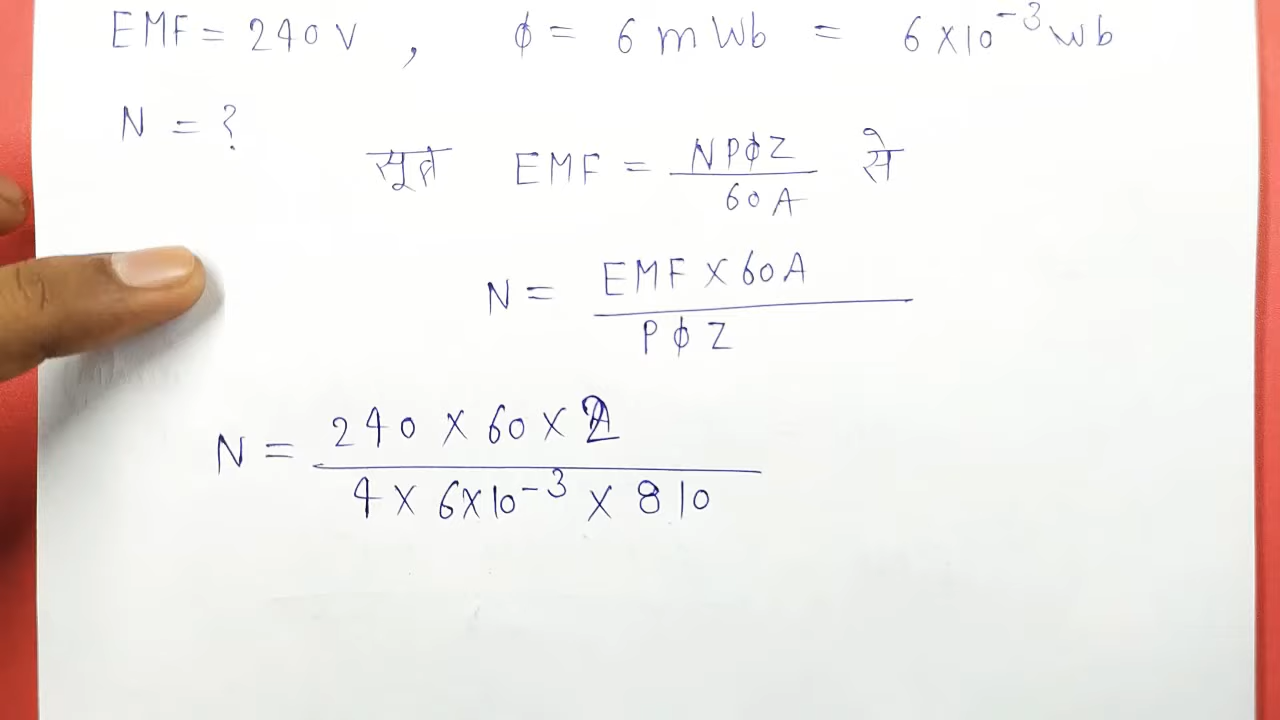 EMF = 240 V , ϕ = 6 m Wb = 6 × 10⁻³ wb
N = ?
सूत्र EMF = NPϕZ / 60A से
N = EMF × 60A / PϕZ
N = 240 × 60 × 2 / 4 × 6 × 10⁻³ × 810